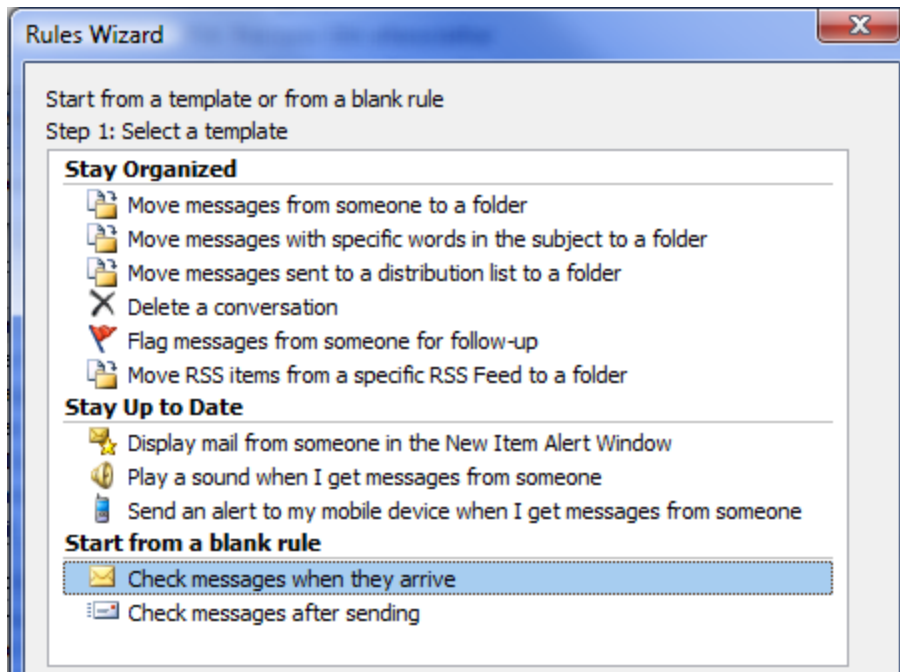 Rules Wizard
Start from a template or from a blank rule
Step 1: Select a template
Stay Organized
Move messages from someone to a folder
Move messages with specific words in the subject to a folder
Move messages sent to a distribution list to a folder
Delete a conversation
Flag messages from someone for follow-up
Move RSS items from a specific RSS Feed to a folder
Stay Up to Date
Display mail from someone in the New Item Alert Window
Play a sound when I get messages from someone
Send an alert to my mobile device when I get messages from someone
Start from a blank rule
Check messages when they arrive
Check messages after sending